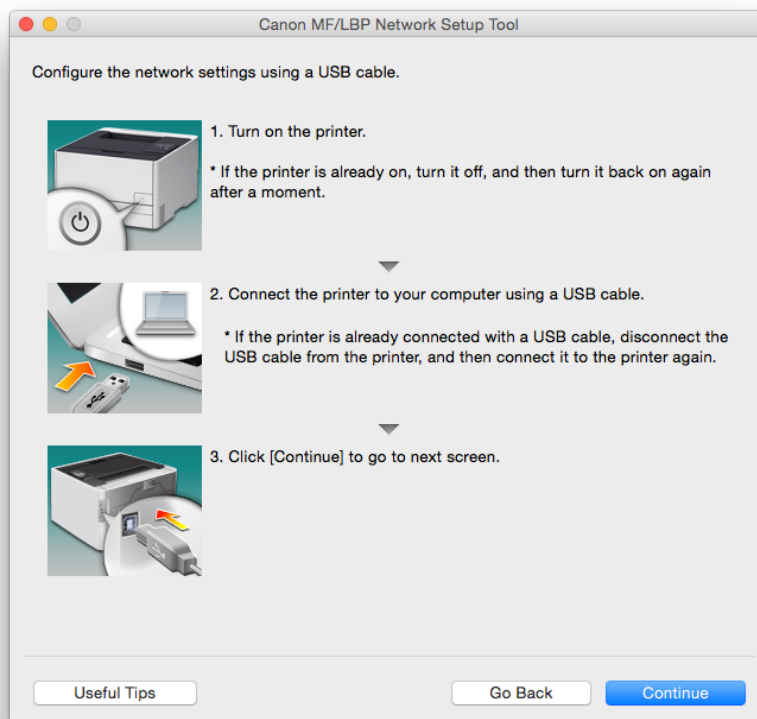 Canon MF/LBP Network Setup Tool
Configure the network settings using a USB cable.
1. Turn on the printer.
* If the printer is already on, turn it off, and then turn it back on again
after a moment.
2. Connect the printer to your computer using a USB cable.
* If the printer is already connected with a USB cable, disconnect the
USB cable from the printer, and then connect it to the printer again.
3. Click [Continue] to go to next screen.
Useful Tips
Go Back
Continue